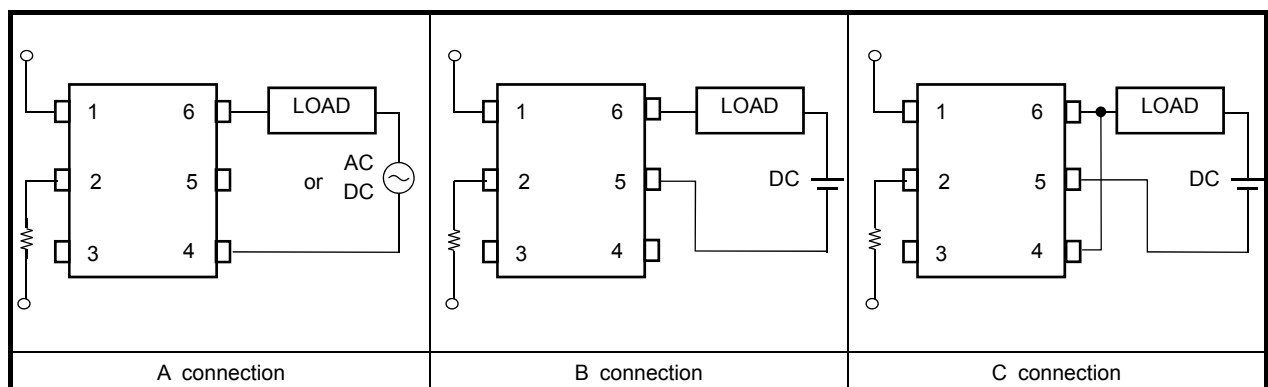 1 6 LOAD
2 5 or AC
DC
3 4
A connection
1 6 LOAD
2 5 DC
3 4
B connection
1 6 LOAD
2 5 DC
3 4
C connection